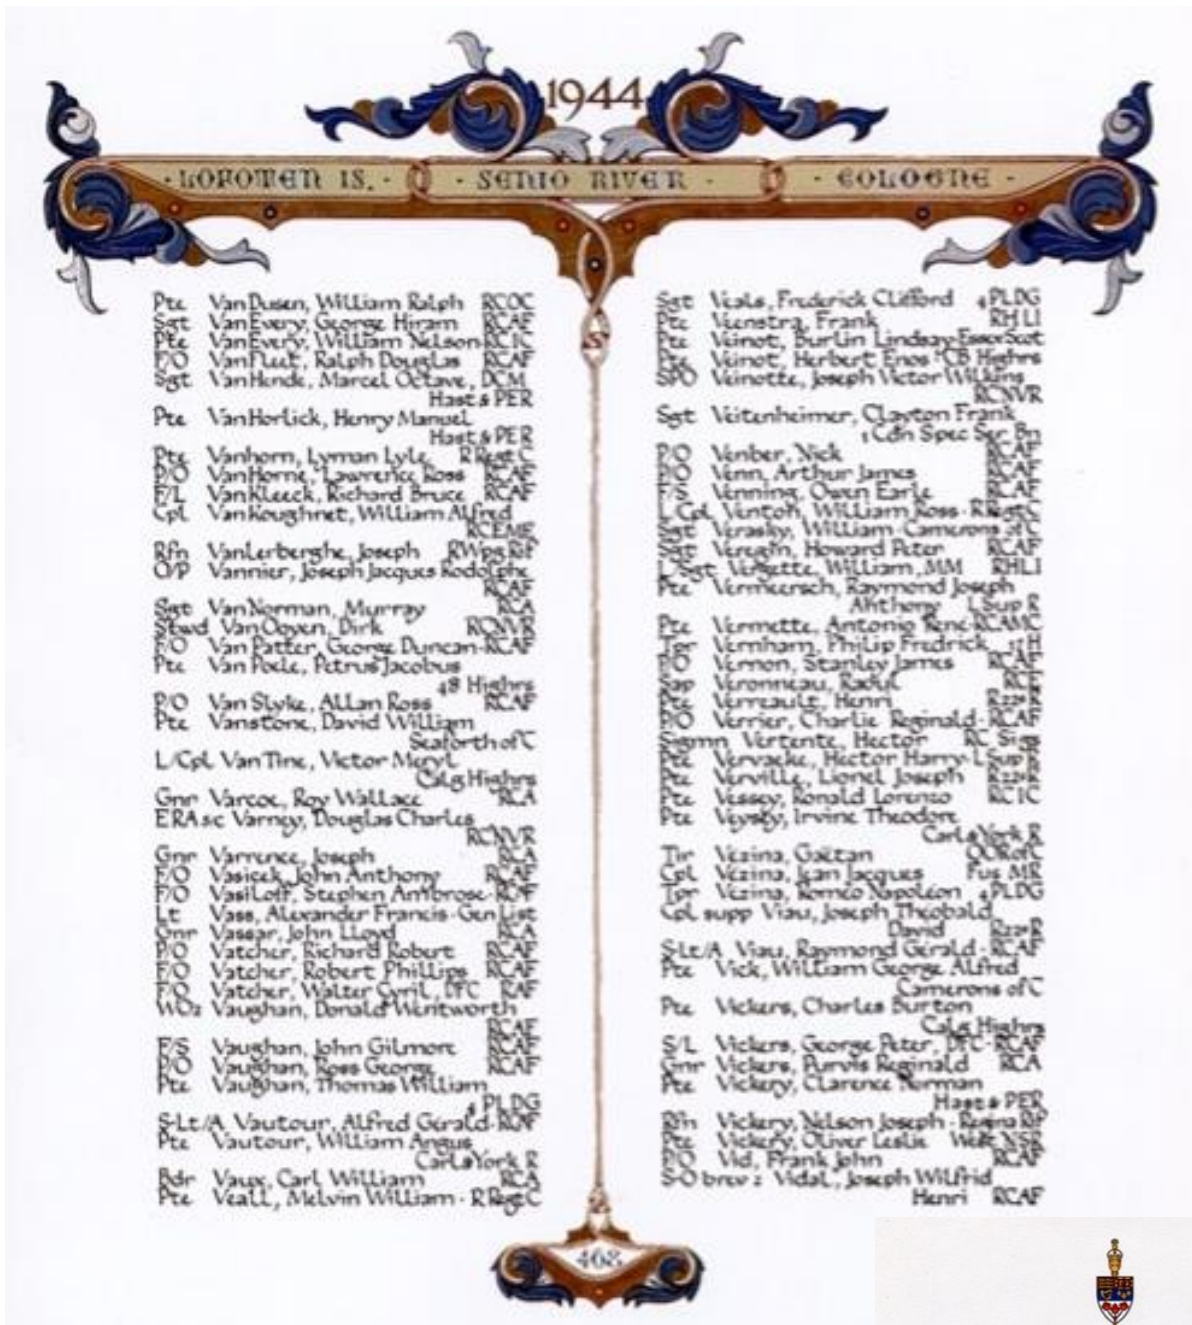 1944
· LOFOTEN IS. · · SENIO RIVER · · COLOGNE ·
Pte VanDusen, William Ralph RCOC
Sgt VanEvery, George Hiram RCAF
Pte VanEvery, William Nelson-RCIC
F/O VanFleet, Ralph Douglas RCAF
Sgt VanHende, Marcel Octave, DCM
Hast & PER
Pte VanHorlick, Henry Manuel
Hast & PER
Pte Vanhorn, Lyman Lyle R Regt C
P/O VanHorne, Lawrence Ross RCAF
F/L VanKleeck, Richard Bruce RCAF
Cpl VanKoughnet, William Alfred
RCEME
Rfn VanLerberghe, Joseph RWpgRif
O/P Vannier, Joseph Jacques Rodolphe
RCAF
Sgt VanNorman, Murray RCA
Stwd VanOoyen, Dirk RCNVR
F/O Van Patter, George Duncan-RCAF
Pte Van Poele, Petrus Jacobus
48 Highrs
P/O Van Slyke, Allan Ross RCAF
Pte Vanstone, David William
Seaforth of C
L/Cpl VanTine, Victor Meryl
Calg Highrs
Gnr Varcoe, Roy Wallace RCA
ERA 5c Varney, Douglas Charles
RCNVR
Gnr Varrence, Joseph RCA
F/O Vasicek, John Anthony RCAF
F/O Vasiloff, Stephen Ambrose-RCAF
Lt Vass, Alexander Francis-Gen List
Gnr Vassar, John Lloyd RCA
P/O Vatcher, Richard Robert RCAF
F/O Vatcher, Robert Phillips RCAF
F/O Vatcher, Walter Cyril, DFC RAF
WO2 Vaughan, Donald Wentworth
RCAF
F/S Vaughan, John Gilmore RCAF
P/O Vaughan, Ross George RCAF
Pte Vaughan, Thomas William
4 PLDG
S-Lt/A Vautour, Alfred Gérald-RCAF
Pte Vautour, William Angus
Carl & York R
Bdr Vaux, Carl William RCA
Pte Veall, Melvin William - R Regt C
Sgt Veals, Frederick Clifford 4 PLDG
Pte Veenstra, Frank RHLI
Pte Veinot, Burlin Lindsay-Essex Scot
Pte Veinot, Herbert Enos-CB Highrs
SPO Veinotte, Joseph Victor Wilkins
RCNVR
Sgt Veitenheimer, Clayton Frank
1 Cdn Spec Ser Bn
P/O Venber, Nick RCAF
P/O Venn, Arthur James RCAF
F/S Venning, Owen Earle RCAF
L/Cpl Venton, William Ross-R Regt C
Sgt Verasky, William-Camerons of C
Sgt Veregin, Howard Peter RCAF
L/Sgt Vergette, William, MM RHLI
Pte Vermeersch, Raymond Joseph
Anthony L Sup R
Pte Vermette, Antonio René-RCAMC
Tpr Vernham, Philip Fredrick 15 H
P/O Vernon, Stanley James RCAF
Sap Veronneau, Raoul RCE
Pte Verreault, Henri R22eR
P/O Verrier, Charlie Reginald-RCAF
Sigmn Vertente, Hector RC Sigs
Pte Vervaeke, Hector Harry-L Sup R
Pte Verville, Lionel Joseph R22eR
Pte Vessey, Ronald Lorenzo RCIC
Pte Veysey, Irvine Theodore
Carl & York R
Tir Vézina, Gaëtan QOR of C
Cpl Vézina, Jean Jacques Fus MR
Tpr Vezina, Roméo Napoléon 4 PLDG
Cpl supp Viau, Joseph Théobald
David R22eR
S-Lt/A Viau, Raymond Gérald-RCAF
Pte Vick, William George Alfred
Camerons of C
Pte Vickers, Charles Burton
Calg Highrs
S/L Vickers, George Peter, DFC-RCAF
Gnr Vickers, Purvis Reginald RCA
Pte Vickery, Clarence Norman
Hast & PER
Rfn Vickery, Nelson Joseph-Regina Rif
Pte Vickery, Oliver Leslie West NSR
P/O Vid, Frank John RCAF
S-O brev 2 Vidal, Joseph Wilfrid
Henri RCAF
468